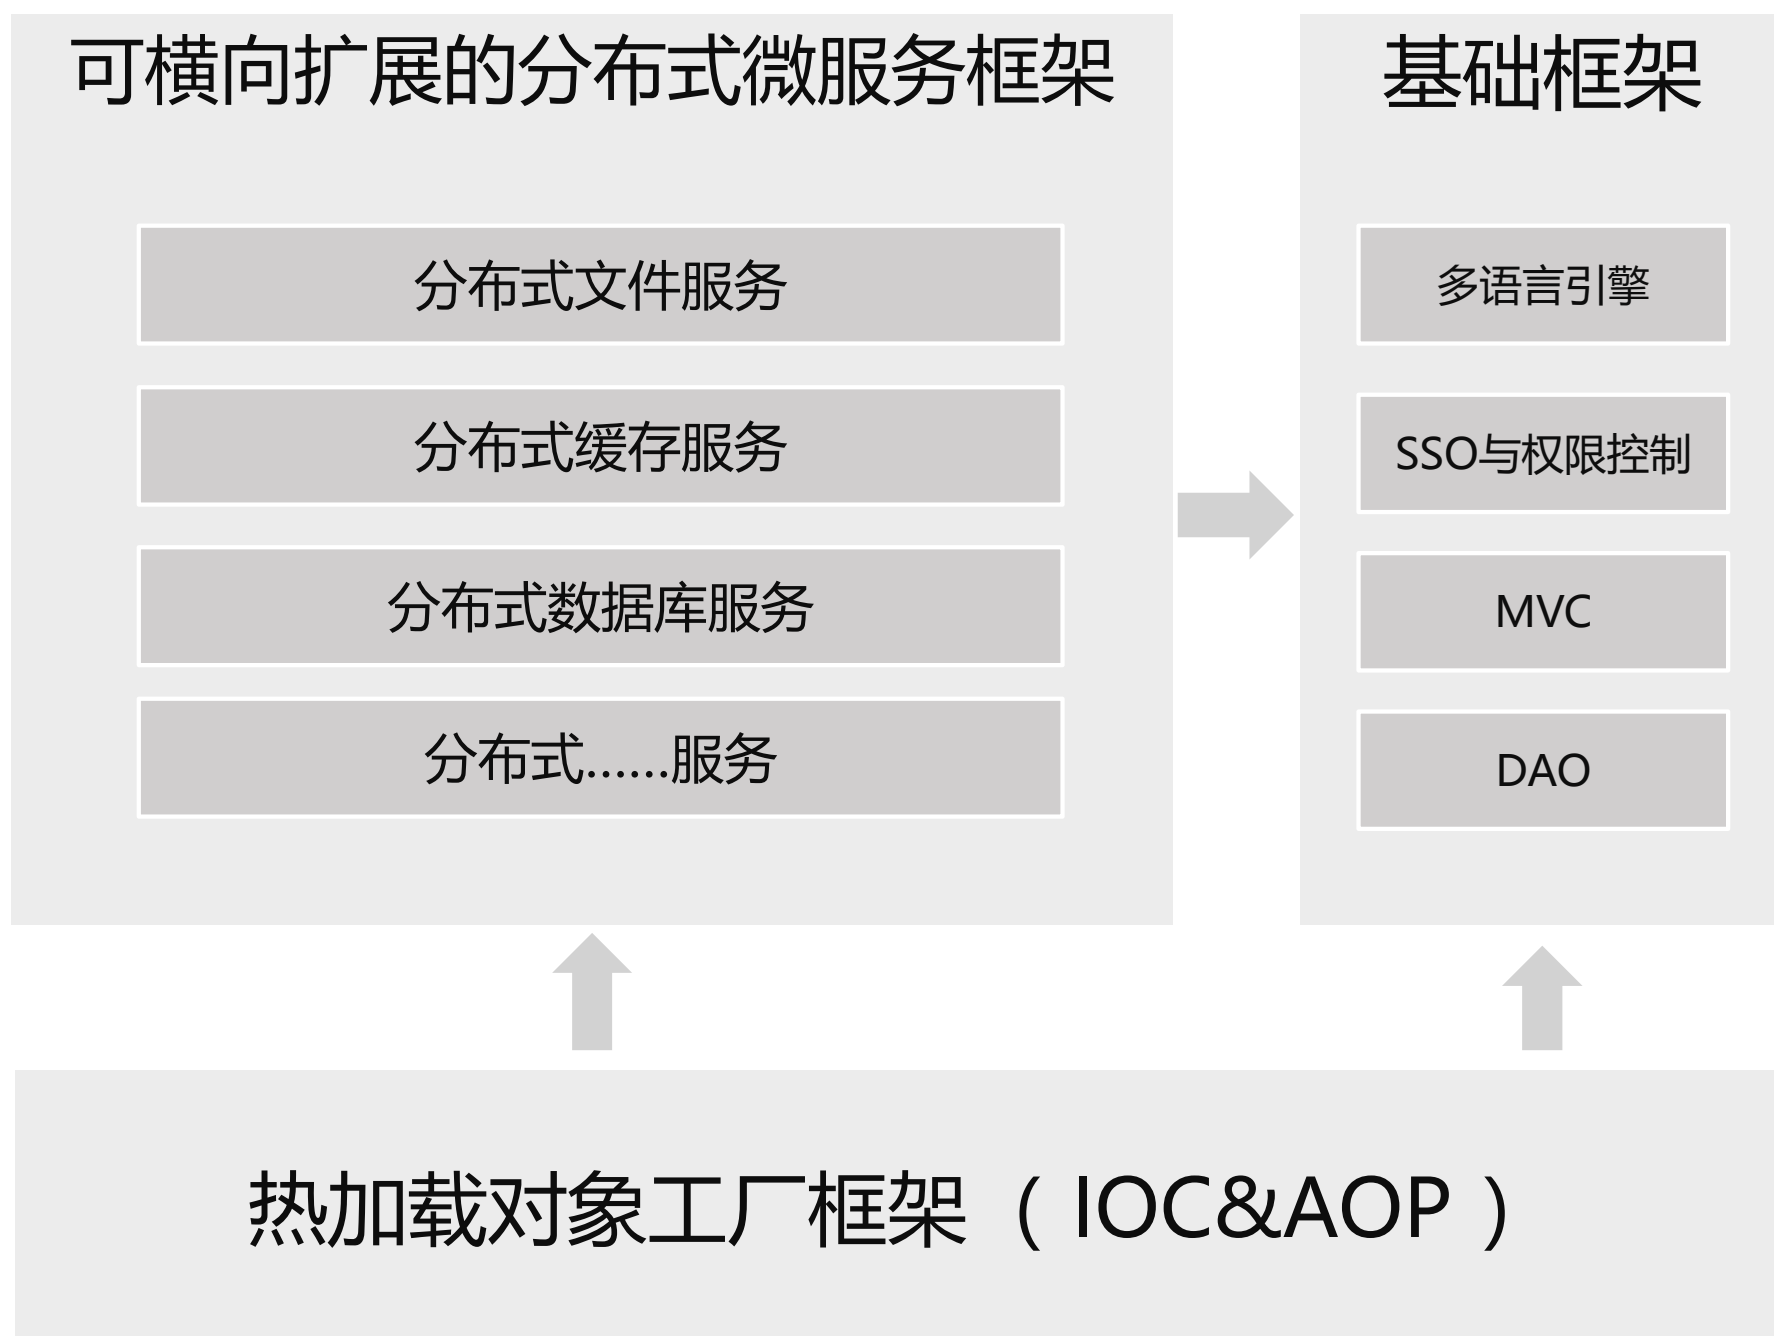 可横向扩展的分布式微服务框架
分布式文件服务
分布式缓存服务
分布式数据库服务
分布式……服务
基础框架
多语言引擎
SSO与权限控制
MVC
DAO
热加载对象工厂框架（IOC&AOP）